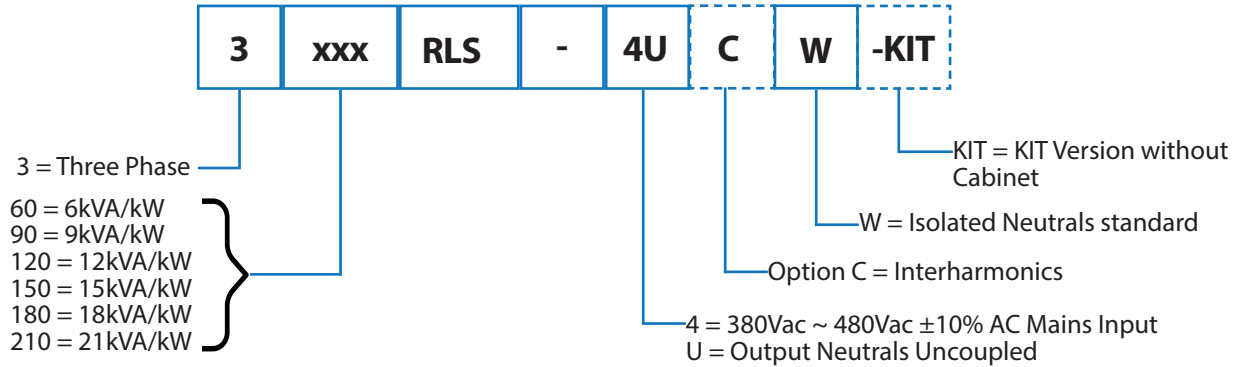 3 xxx RLS - 4U C W -KIT
3 = Three Phase
60 = 6kVA/kW
90 = 9kVA/kW
120 = 12kVA/kW
150 = 15kVA/kW
180 = 18kVA/kW
210 = 21kVA/kW
KIT = KIT Version without
Cabinet
W = Isolated Neutrals standard
Option C = Interharmonics
4 = 380Vac ~ 480Vac ±10% AC Mains Input
U = Output Neutrals Uncoupled